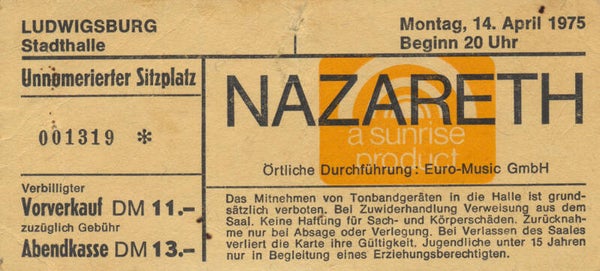 LUDWIGSBURG
Stadthalle
Montag, 14. April 1975
Beginn 20 Uhr
Unnumerierter Sitzplatz
001319 *
NAZARETH
a sunrise
product
Örtliche Durchführung: Euro-Music GmbH
Verbilligter
Vorverkauf DM 11.–
zuzüglich Gebühr
Abendkasse DM 13.–
Das Mitnehmen von Tonbandgeräten in die Halle ist grund-
sätzlich verboten. Bei Zuwiderhandlung Verweisung aus dem
Saal. Keine Haftung für Sach- und Körperschäden. Zurücknah-
me nur bei Absage oder Verlegung. Bei Verlassen des Saales
verliert die Karte ihre Gültigkeit. Jugendliche unter 15 Jahren
nur in Begleitung eines Erziehungsberechtigten.